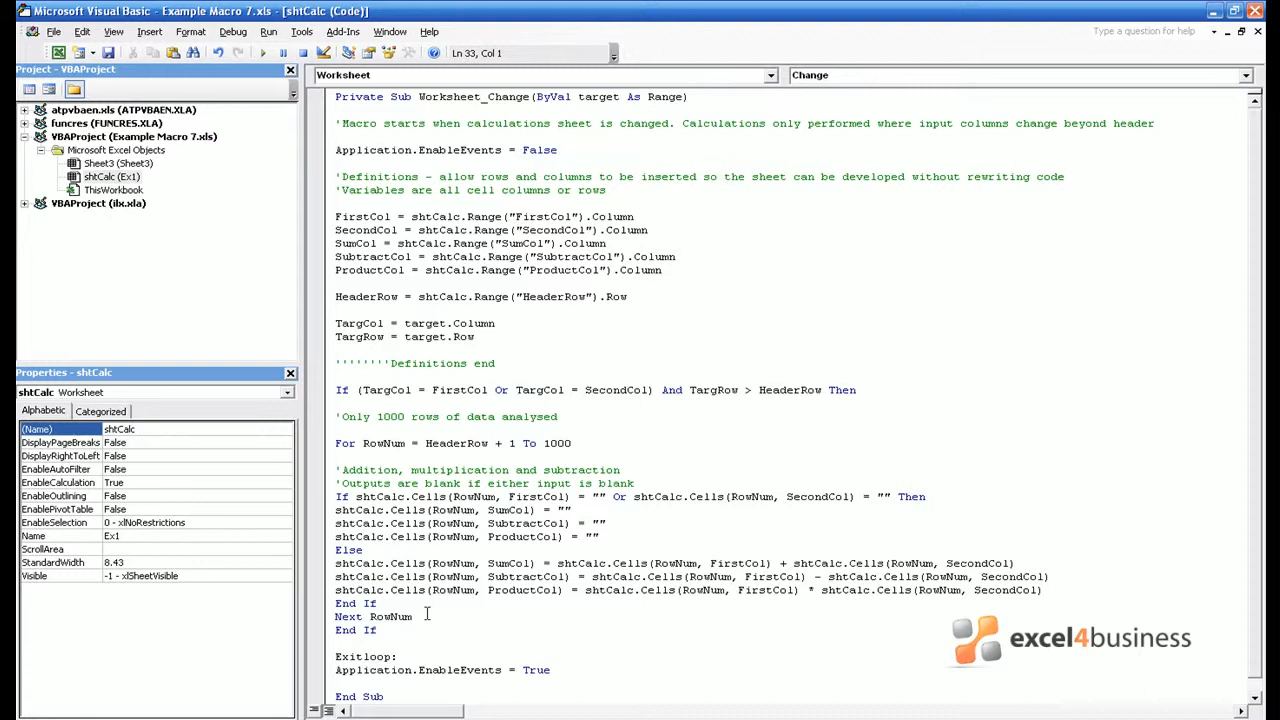 Microsoft Visual Basic - Example Macro 7.xls - [shtCalc (Code)]
File Edit View Insert Format Debug Run Tools Add-Ins Window Help
Type a question for help
Ln 33, Col 1
Project - VBAProject
Worksheet
Change
atpvbaen.xls (ATPVBAEN.XLA)
funcres (FUNCRES.XLA)
VBAProject (Example Macro 7.xls)
Microsoft Excel Objects
Sheet3 (Sheet3)
shtCalc (Ex1)
ThisWorkbook
VBAProject (ilx.xla)
Properties - shtCalc
shtCalc Worksheet
Alphabetic Categorized
(Name) shtCalc
DisplayPageBreaks False
DisplayRightToLeft False
EnableAutoFilter False
EnableCalculation True
EnableOutlining False
EnablePivotTable False
EnableSelection 0 - xlNoRestrictions
Name Ex1
ScrollArea
StandardWidth 8.43
Visible -1 - xlSheetVisible
Private Sub Worksheet_Change(ByVal target As Range)
'Macro starts when calculations sheet is changed. Calculations only performed where input columns change beyond header
Application.EnableEvents = False
'Definitions - allow rows and columns to be inserted so the sheet can be developed without rewriting code
'Variables are all cell columns or rows
FirstCol = shtCalc.Range("FirstCol").Column
SecondCol = shtCalc.Range("SecondCol").Column
SumCol = shtCalc.Range("SumCol").Column
SubtractCol = shtCalc.Range("SubtractCol").Column
ProductCol = shtCalc.Range("ProductCol").Column
HeaderRow = shtCalc.Range("HeaderRow").Row
TargCol = target.Column
TargRow = target.Row
''''''''Definitions end
If (TargCol = FirstCol Or TargCol = SecondCol) And TargRow > HeaderRow Then
'Only 1000 rows of data analysed
For RowNum = HeaderRow + 1 To 1000
'Addition, multiplication and subtraction
'Outputs are blank if either input is blank
If shtCalc.Cells(RowNum, FirstCol) = "" Or shtCalc.Cells(RowNum, SecondCol) = "" Then
shtCalc.Cells(RowNum, SumCol) = ""
shtCalc.Cells(RowNum, SubtractCol) = ""
shtCalc.Cells(RowNum, ProductCol) = ""
Else
shtCalc.Cells(RowNum, SumCol) = shtCalc.Cells(RowNum, FirstCol) + shtCalc.Cells(RowNum, SecondCol)
shtCalc.Cells(RowNum, SubtractCol) = shtCalc.Cells(RowNum, FirstCol) - shtCalc.Cells(RowNum, SecondCol)
shtCalc.Cells(RowNum, ProductCol) = shtCalc.Cells(RowNum, FirstCol) * shtCalc.Cells(RowNum, SecondCol)
End If
Next RowNum
End If
Exitloop:
Application.EnableEvents = True
End Sub
excel4business